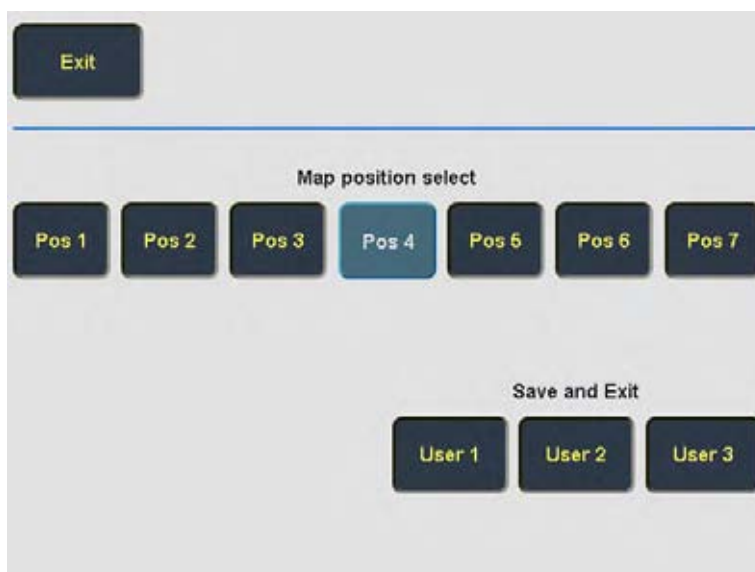 Exit
Map position select
Pos 1 Pos 2 Pos 3 Pos 4 Pos 5 Pos 6 Pos 7
Save and Exit
User 1 User 2 User 3